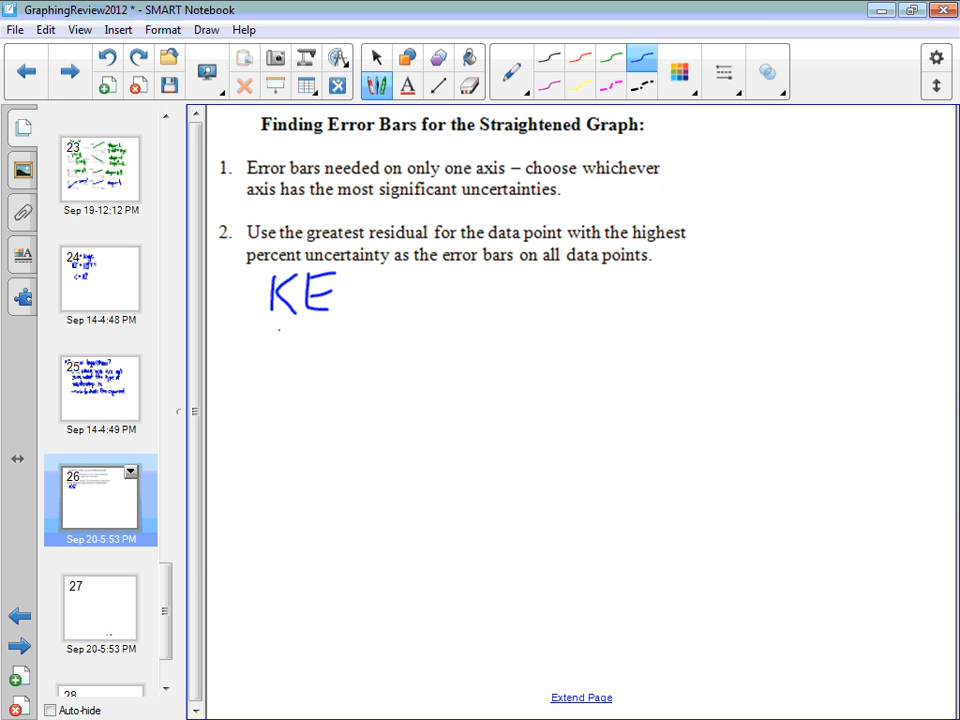 GraphingReview2012 * - SMART Notebook
File Edit View Insert Format Draw Help
23
Sep 19-12:12 PM
24
Sep 14-4:48 PM
25
Sep 14-4:49 PM
26
KE
Sep 20-5:53 PM
27
Sep 20-5:53 PM
28
Auto-hide
Finding Error Bars for the Straightened Graph:
1. Error bars needed on only one axis – choose whichever
axis has the most significant uncertainties.
2. Use the greatest residual for the data point with the highest
percent uncertainty as the error bars on all data points.
KE
Extend Page